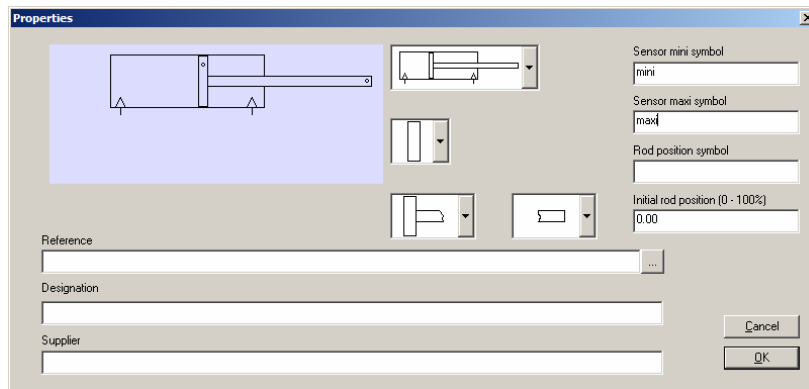 Properties
Sensor mini symbol
mini
Sensor maxi symbol
maxi
Rod position symbol
Initial rod position (0 - 100%)
0.00
Reference
...
Designation
Supplier
Cancel
OK